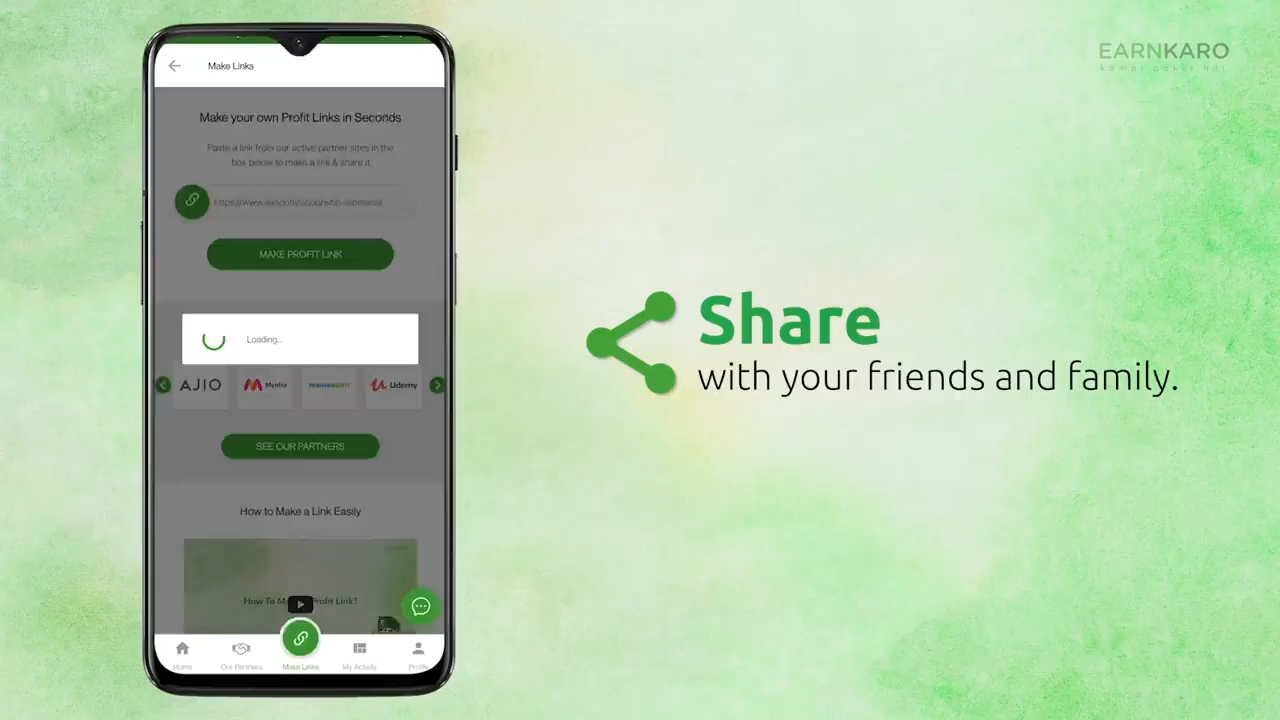 EARNKARO
Make Links
Make your own Profit Links in Seconds
Paste a link from our active partner sites in the
box below to make a link & share it.
MAKE PROFIT LINK
Loading..
AJIO
Myntra
Udemy
SEE OUR PARTNERS
How to Make a Link Easily
Profit Link?
Home
Our Partners
Make Links
My Activity
Profile
Share
with your friends and family.